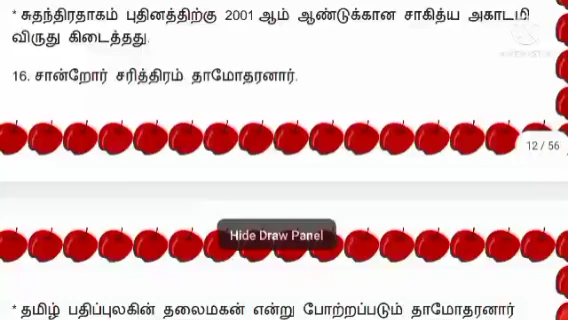 * சுதந்திரதாகம் புதினத்திற்கு 2001 ஆம் ஆண்டுக்கான சாகித்ய அகாடமி
விருது கிடைத்தது.
16. சான்றோர் சரித்திரம் தாமோதரனார்.
12 / 56
Hide Draw Panel
* தமிழ் பதிப்புலகின் தலைமகன் என்று போற்றப்படும் தாமோதரனார்